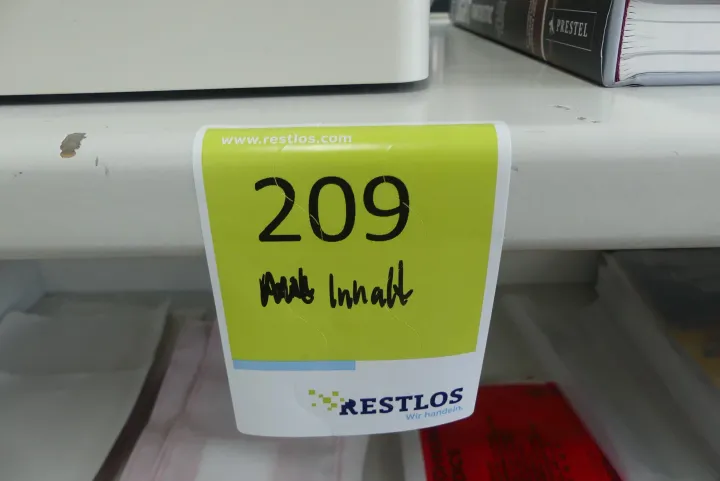 PRESTEL
www.restlos.com
209
Inhalt
RESTLOS
Wir handeln.